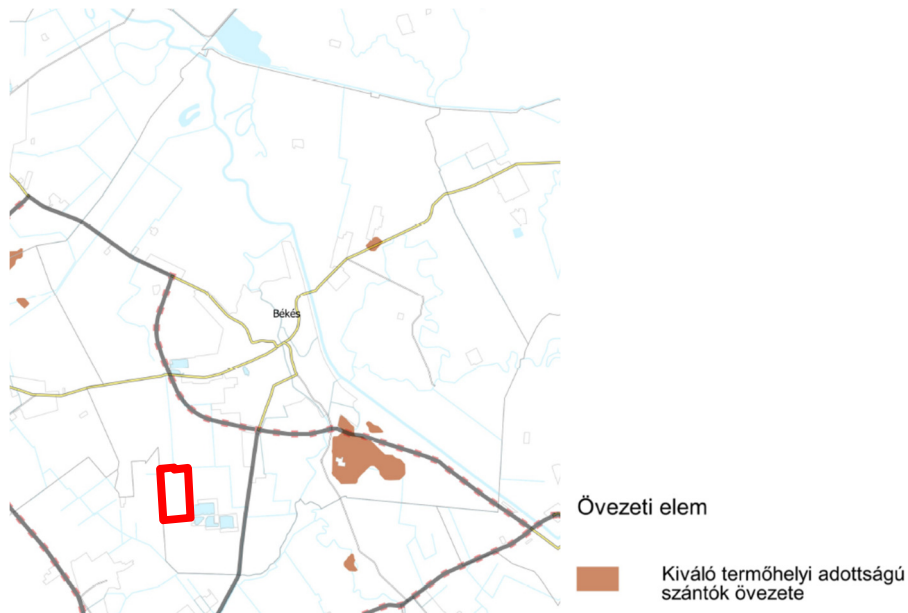 Békés
Övezeti elem
Kiváló termőhelyi adottságú
szántók övezete